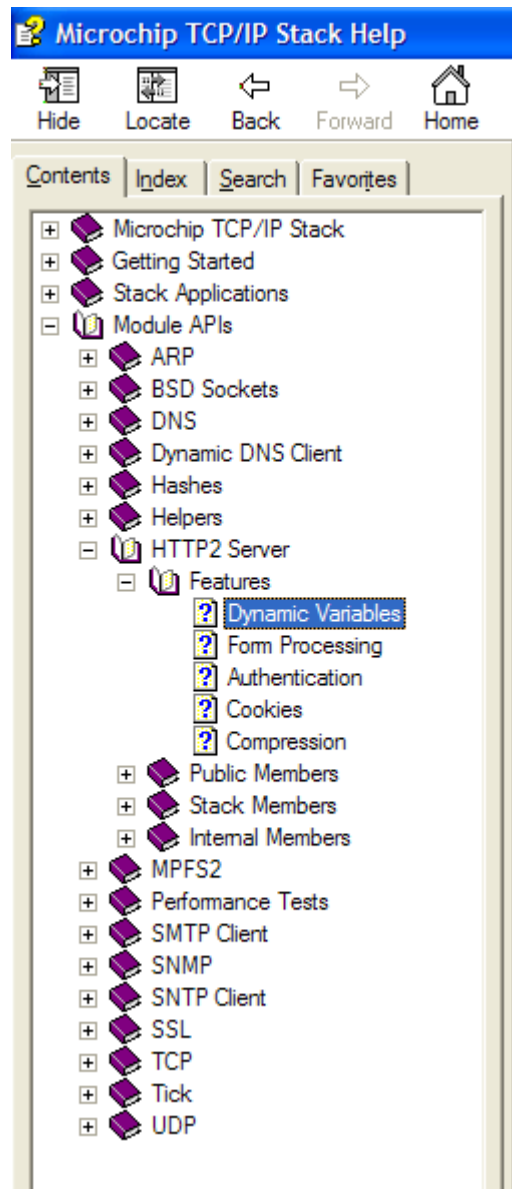 Microchip TCP/IP Stack Help
Hide Locate Back Forward Home
Contents Index Search Favorites
Microchip TCP/IP Stack
Getting Started
Stack Applications
Module APIs
ARP
BSD Sockets
DNS
Dynamic DNS Client
Hashes
Helpers
HTTP2 Server
Features
Dynamic Variables
Form Processing
Authentication
Cookies
Compression
Public Members
Stack Members
Internal Members
MPFS2
Performance Tests
SMTP Client
SNMP
SNTP Client
SSL
TCP
Tick
UDP